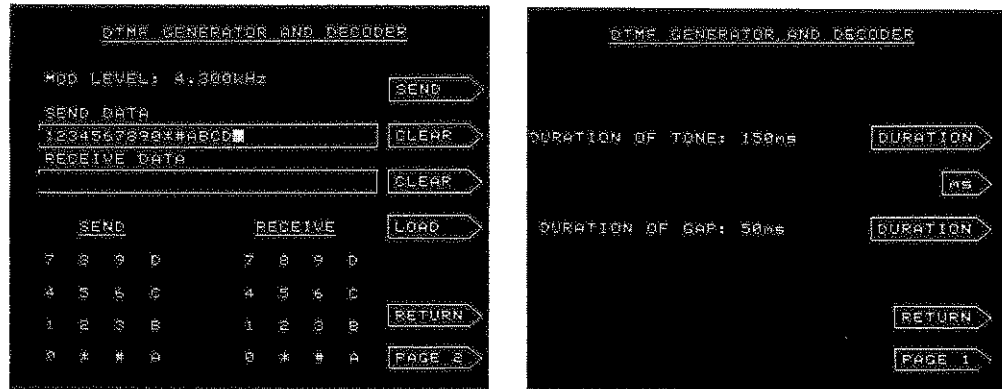 DTMF GENERATOR AND DECODER
MOD LEVEL: 4.300kHz
SEND
SEND DATA
1234567890*#ABCD
CLEAR
RECEIVE DATA
CLEAR
SEND RECEIVE
LOAD
7 8 9 D 7 8 9 D
4 5 6 C 4 5 6 C
1 2 3 B 1 2 3 B
RETURN
0 * # A 0 * # A
PAGE 2
DTMF GENERATOR AND DECODER
DURATION OF TONE: 150ms
DURATION
ms
DURATION OF GAP: 50ms
DURATION
RETURN
PAGE 1